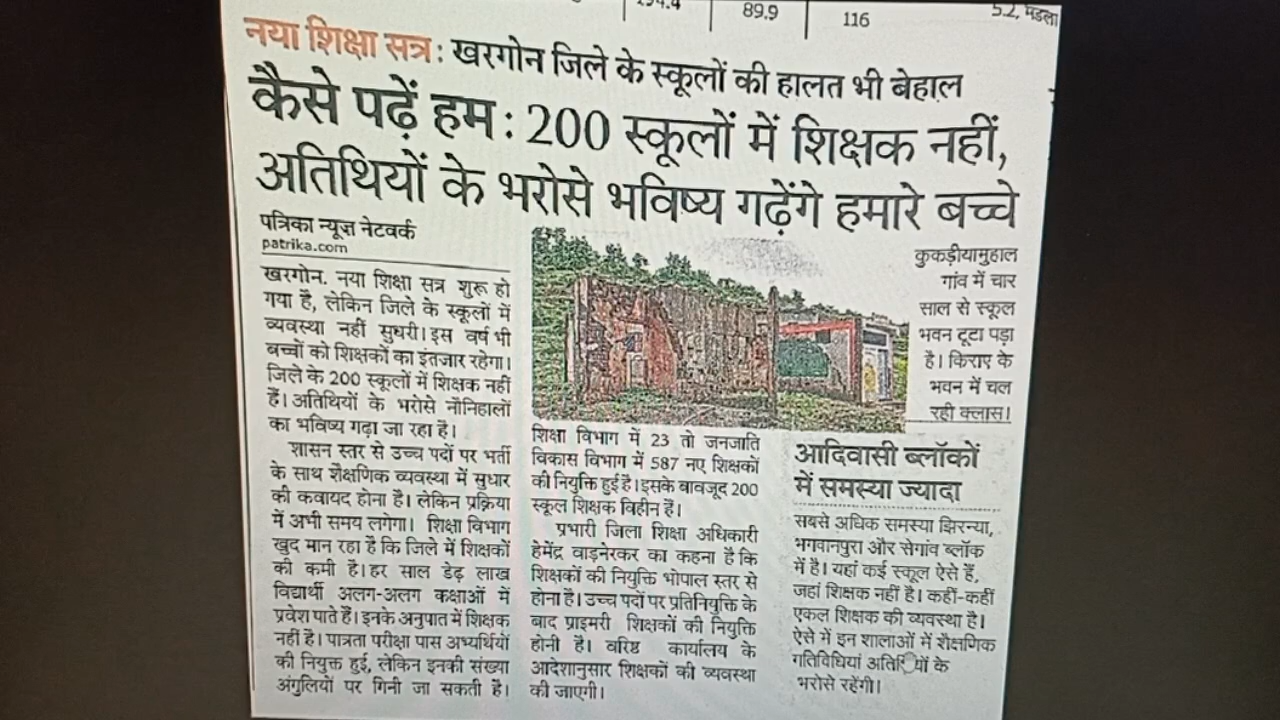 89.9
116
5.2, मंडला
नया शिक्षा सत्र: खरगोन जिले के स्कूलों की हालत भी बेहाल
कैसे पढ़ें हम : 200 स्कूलों में शिक्षक नहीं,
अतिथियों के भरोसे भविष्य गढ़ेंगे हमारे बच्चे
पत्रिका न्यूज नेटवर्क
patrika.com
खरगोन. नया शिक्षा सत्र शुरू हो
गया है, लेकिन जिले के स्कूलों में
व्यवस्था नहीं सुधरी। इस वर्ष भी
बच्चों को शिक्षकों का इंतजार रहेगा।
जिले के 200 स्कूलों में शिक्षक नहीं
हैं। अतिथियों के भरोसे नौनिहालों
का भविष्य गढ़ा जा रहा है।
शासन स्तर से उच्च पदों पर भर्ती
के साथ शैक्षणिक व्यवस्था में सुधार
की कवायद होना है। लेकिन प्रक्रिया
में अभी समय लगेगा। शिक्षा विभाग
खुद मान रहा है कि जिले में शिक्षकों
की कमी है। हर साल डेढ़ लाख
विद्यार्थी अलग-अलग कक्षाओं में
प्रवेश पाते हैं। इनके अनुपात में शिक्षक
नहीं है। पात्रता परीक्षा पास अभ्यर्थियों
की नियुक्त हुई, लेकिन इनकी संख्या
अंगुलियों पर गिनी जा सकती है।
शिक्षा विभाग में 23 तो जनजाति
विकास विभाग में 587 नए शिक्षकों
की नियुक्ति हुई है। इसके बावजूद 200
स्कूल शिक्षक विहीन हैं।
प्रभारी जिला शिक्षा अधिकारी
हेमेंद्र वाड़नेरकर का कहना है कि
शिक्षकों की नियुक्ति भोपाल स्तर से
होना है। उच्च पदों पर प्रतिनियुक्ति के
बाद प्राइमरी शिक्षकों की नियुक्ति
होनी है। वरिष्ठ कार्यालय के
आदेशानुसार शिक्षकों की व्यवस्था
की जाएगी।
कुकड़ीयामुहाल
गांव में चार
साल से स्कूल
भवन टूटा पड़ा
है। किराए के
भवन में चल
रही क्लास।
आदिवासी ब्लॉकों
में समस्या ज्यादा
सबसे अधिक समस्या झिरन्या,
भगवानपुरा और सेगांव ब्लॉक
में है। यहां कई स्कूल ऐसे हैं,
जहां शिक्षक नहीं है। कहीं-कहीं
एकल शिक्षक की व्यवस्था है।
ऐसे में इन शालाओं में शैक्षणिक
गतिविधियां के
भरोसे रहेंगी।